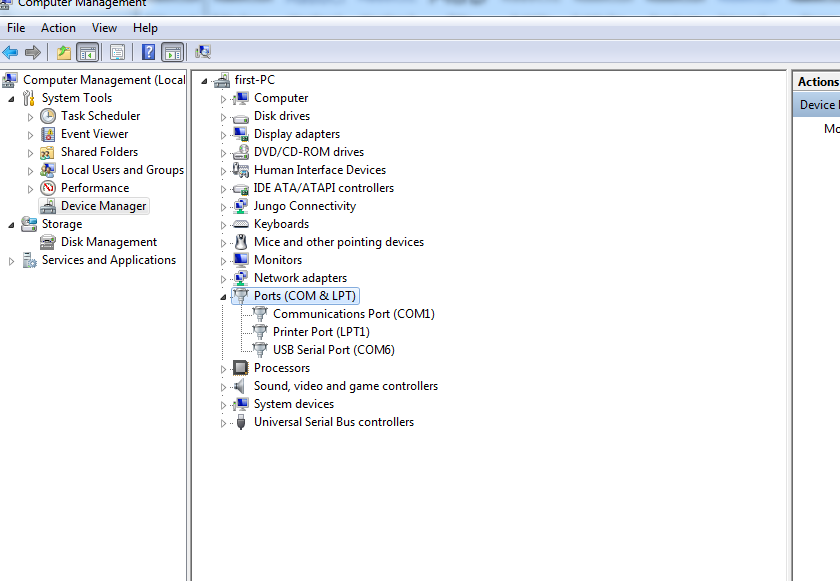 Computer Management
File Action View Help
Computer Management (Local
System Tools
Task Scheduler
Event Viewer
Shared Folders
Local Users and Groups
Performance
Device Manager
Storage
Disk Management
Services and Applications
first-PC
Computer
Disk drives
Display adapters
DVD/CD-ROM drives
Human Interface Devices
IDE ATA/ATAPI controllers
Jungo Connectivity
Keyboards
Mice and other pointing devices
Monitors
Network adapters
Ports (COM & LPT)
Communications Port (COM1)
Printer Port (LPT1)
USB Serial Port (COM6)
Processors
Sound, video and game controllers
System devices
Universal Serial Bus controllers
Actions
Device
Mo